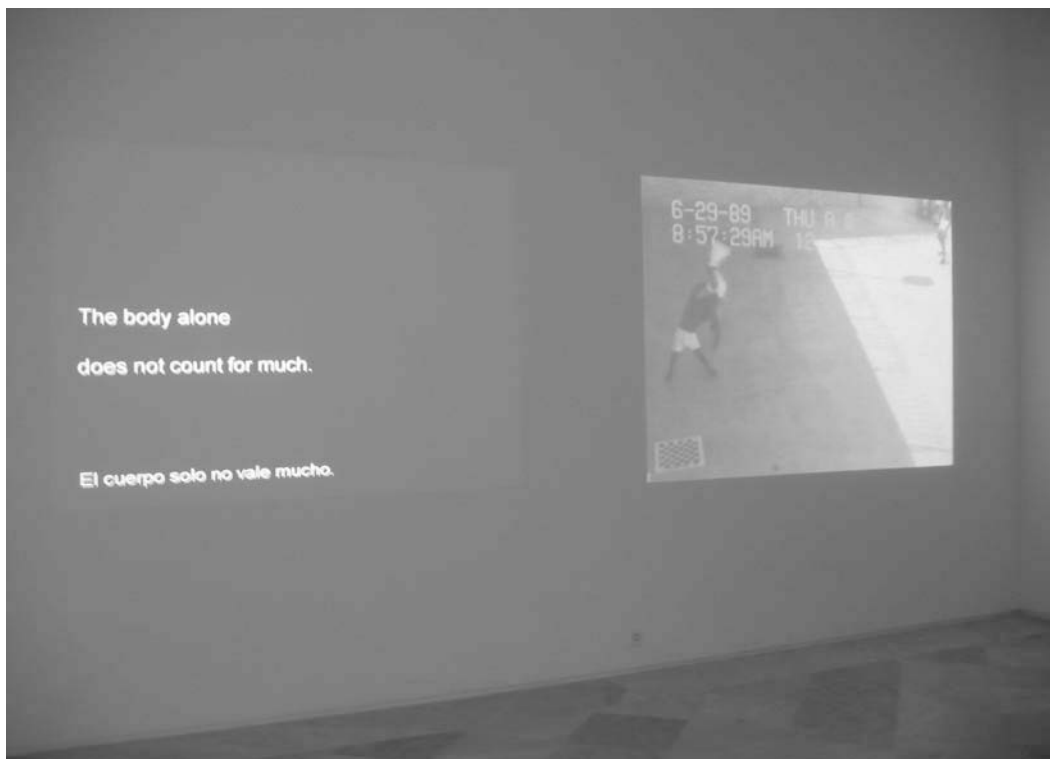 The body alone
does not count for much.
El cuerpo solo no vale mucho.
6-29-89 THU
8:57:29AM 12